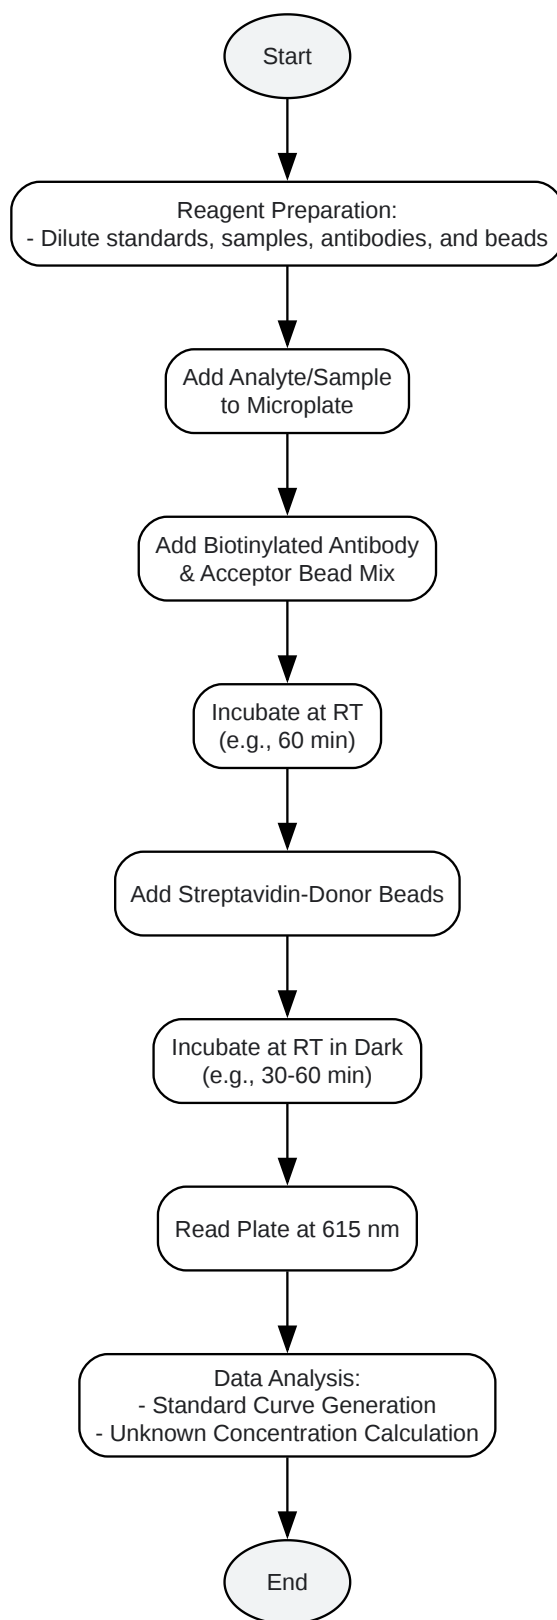 Start
Reagent Preparation:
- Dilute standards, samples, antibodies, and beads
Add Analyte/Sample
to Microplate
Add Biotinylated Antibody
& Acceptor Bead Mix
Incubate at RT
(e.g., 60 min)
Add Streptavidin-Donor Beads
Incubate at RT in Dark
(e.g., 30-60 min)
Read Plate at 615 nm
Data Analysis:
- Standard Curve Generation
- Unknown Concentration Calculation
End